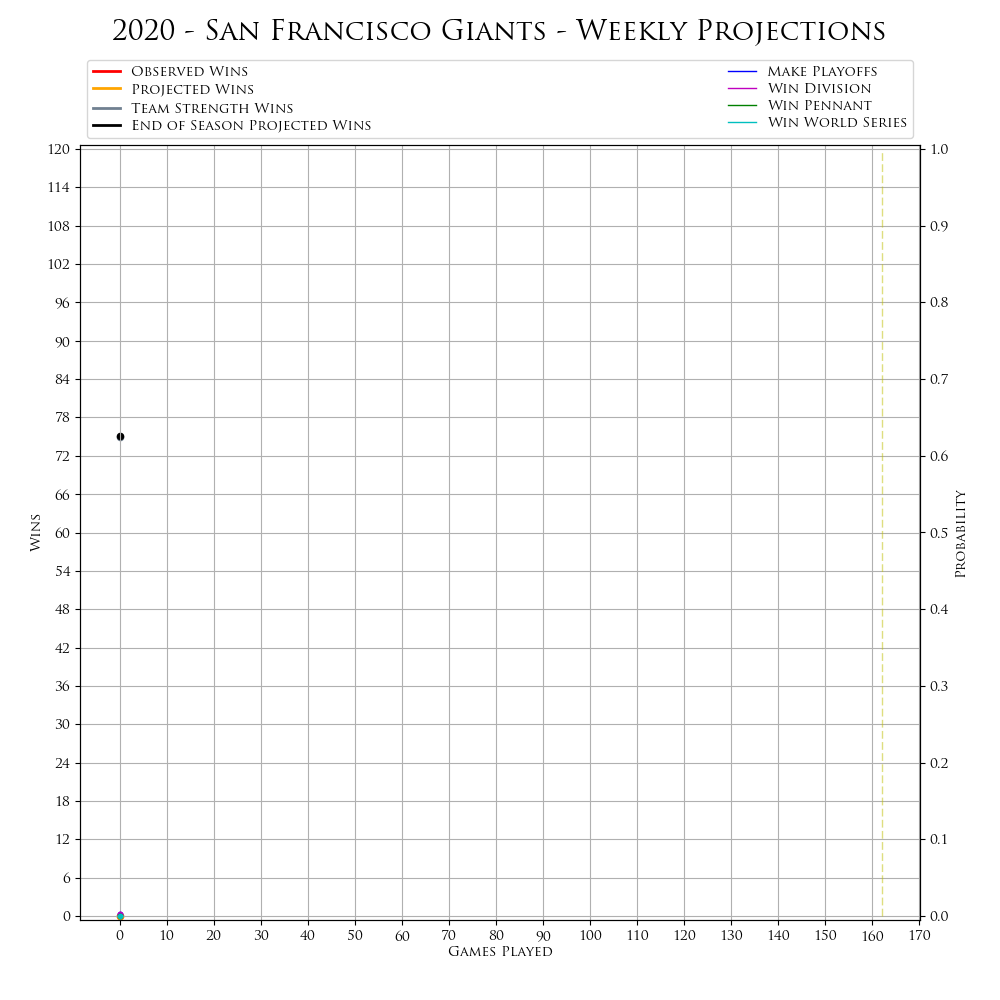 2020 - San Francisco Giants - Weekly Projections
Observed Wins
Projected Wins
Team Strength Wins
End of Season Projected Wins
Make Playoffs
Win Division
Win Pennant
Win World Series
120
114
108
102
96
90
84
78
72
66
60
54
48
42
36
30
24
18
12
6
0
Wins
1.0
0.9
0.8
0.7
0.6
0.5
0.4
0.3
0.2
0.1
0.0
Probability
0 10 20 30 40 50 60 70 80 90 100 110 120 130 140 150 160 170
Games Played